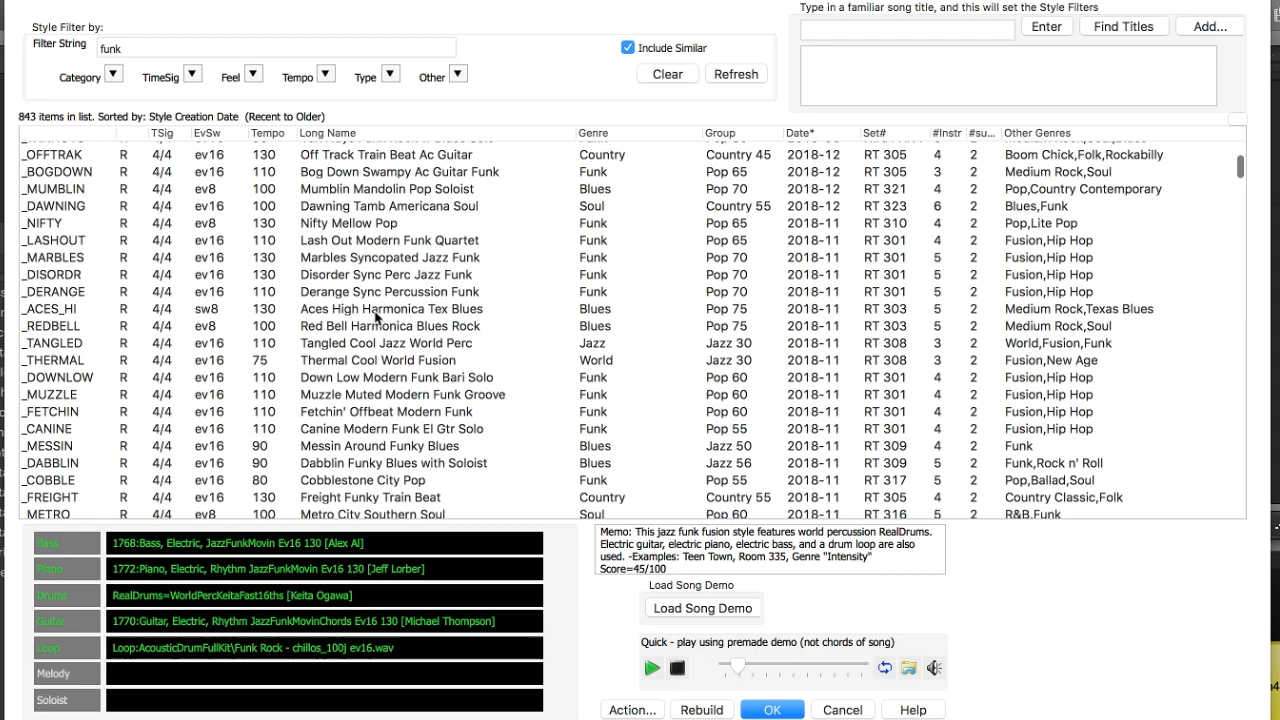 Type in a familiar song title, and this will set the Style Filters
Style Filter by:
Filter String funk
Include Similar
Enter Find Titles Add...
Category TimeSig Feel Tempo Type Other
Clear Refresh
843 items in list. Sorted by: Style Creation Date (Recent to Older)
TSig EvSw Tempo Long Name Genre Group Date* Set# #Instr #su... Other Genres
_OFFTRAK R 4/4 ev16 130 Off Track Train Beat Ac Guitar Country Country 45 2018-12 RT 305 4 2 Boom Chick,Folk,Rockabilly
_BOGDOWN R 4/4 ev16 110 Bog Down Swampy Ac Guitar Funk Funk Pop 65 2018-12 RT 305 3 2 Medium Rock,Soul
_MUMBLIN R 4/4 ev8 100 Mumblin Mandolin Pop Soloist Blues Pop 70 2018-12 RT 321 4 2 Pop,Country Contemporary
_DAWNING R 4/4 ev16 100 Dawning Tamb Americana Soul Soul Country 55 2018-12 RT 323 6 2 Blues,Funk
_NIFTY R 4/4 ev8 130 Nifty Mellow Pop Funk Pop 65 2018-11 RT 310 4 2 Pop,Lite Pop
_LASHOUT R 4/4 ev16 110 Lash Out Modern Funk Quartet Funk Pop 65 2018-11 RT 301 4 2 Fusion,Hip Hop
_MARBLES R 4/4 ev16 130 Marbles Syncopated Jazz Funk Funk Pop 70 2018-11 RT 301 5 2 Fusion,Hip Hop
_DISORDR R 4/4 ev16 130 Disorder Sync Perc Jazz Funk Funk Pop 70 2018-11 RT 301 5 2 Fusion,Hip Hop
_DERANGE R 4/4 ev16 110 Derange Sync Percussion Funk Funk Pop 70 2018-11 RT 301 5 2 Fusion,Hip Hop
_ACES_HI R 4/4 sw8 130 Aces High Harmonica Tex Blues Blues Pop 75 2018-11 RT 303 5 2 Medium Rock,Texas Blues
_REDBELL R 4/4 ev8 100 Red Bell Harmonica Blues Rock Blues Pop 75 2018-11 RT 303 5 2 Medium Rock,Soul
_TANGLED R 4/4 ev16 110 Tangled Cool Jazz World Perc Jazz Jazz 30 2018-11 RT 308 3 2 World,Fusion,Funk
_THERMAL R 4/4 ev16 75 Thermal Cool World Fusion World Jazz 30 2018-11 RT 308 3 2 Fusion,New Age
_DOWNLOW R 4/4 ev16 110 Down Low Modern Funk Bari Solo Funk Pop 60 2018-11 RT 301 4 2 Fusion,Hip Hop
_MUZZLE R 4/4 ev16 110 Muzzle Muted Modern Funk Groove Funk Pop 60 2018-11 RT 301 4 2 Fusion,Hip Hop
_FETCHIN R 4/4 ev16 110 Fetchin' Offbeat Modern Funk Funk Pop 60 2018-11 RT 301 4 2 Fusion,Hip Hop
_CANINE R 4/4 ev16 110 Canine Modern Funk El Gtr Solo Funk Pop 55 2018-11 RT 301 4 2 Fusion,Hip Hop
_MESSIN R 4/4 ev16 90 Messin Around Funky Blues Blues Jazz 50 2018-11 RT 309 4 2 Funk
_DABBLIN R 4/4 ev16 90 Dabblin Funky Blues with Soloist Blues Jazz 56 2018-11 RT 309 5 2 Funk,Rock n' Roll
_COBBLE R 4/4 ev16 80 Cobblestone City Pop Funk Pop 55 2018-11 RT 317 5 2 Pop,Ballad,Soul
_FREIGHT R 4/4 ev16 130 Freight Funky Train Beat Country Country 55 2018-11 RT 305 4 2 Country Classic,Folk
_METRO R 4/4 ev8 100 Metro City Southern Soul Soul Pop 60 2018-11 RT 316 5 2 R&B,Funk
Bass 1768:Bass, Electric, JazzFunkMovin Ev16 130 [Alex Al]
Piano 1772:Piano, Electric, Rhythm JazzFunkMovin Ev16 130 [Jeff Lorber]
Drums RealDrums=WorldPercKeitaFast16ths [Keita Ogawa]
Guitar 1770:Guitar, Electric, Rhythm JazzFunkMovinChords Ev16 130 [Michael Thompson]
Loop Loop:AcousticDrumFullKit\Funk Rock - chillos_100j ev16.wav
Melody
Soloist
Memo: This jazz funk fusion style features world percussion RealDrums.
Electric guitar, electric piano, electric bass, and a drum loop are also
used. -Examples: Teen Town, Room 335, Genre "Intensity"
Score=45/100
Load Song Demo
Load Song Demo
Quick - play using premade demo (not chords of song)
Action... Rebuild OK Cancel Help